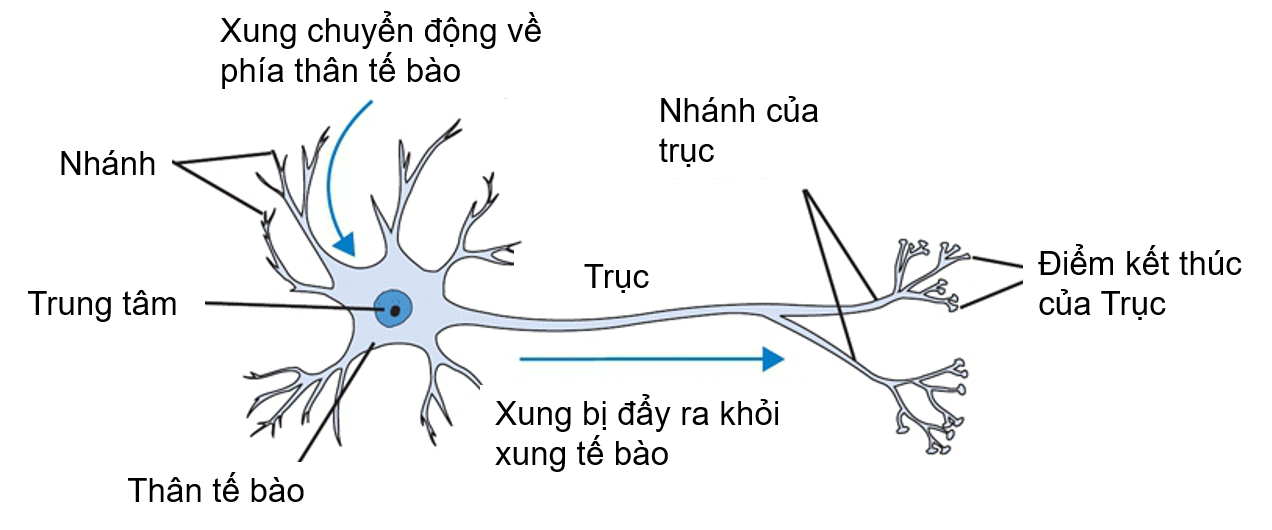 Xung chuyển động về
phía thân tế bào
Nhánh của
trục
Nhánh
Điểm kết thúc
của Trục
Trục
Trung tâm
Xung bị đẩy ra khỏi
xung tế bào
Thân tế bào